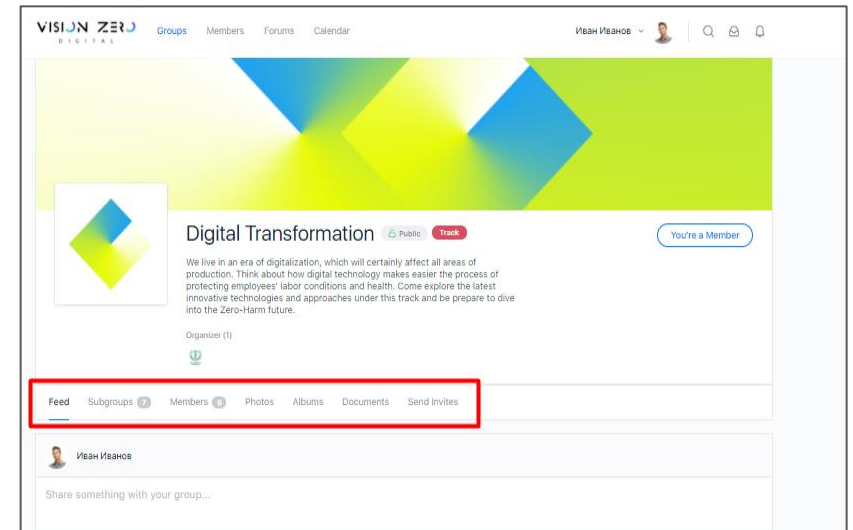 VISION ZERO
DIGITAL
Groups Members Forums Calendar Иван Иванов
Digital Transformation Public Track You're a Member
We live in an era of digitalization, which will certainly affect all areas of
production. Think about how digital technology makes easier the process of
protecting employees' labor conditions and health. Come explore the latest
innovative technologies and approaches under this track and be prepare to dive
into the Zero-Harm future.
Organizer (1)
Feed Subgroups 7 Members 6 Photos Albums Documents Send Invites
Иван Иванов
Share something with your group...